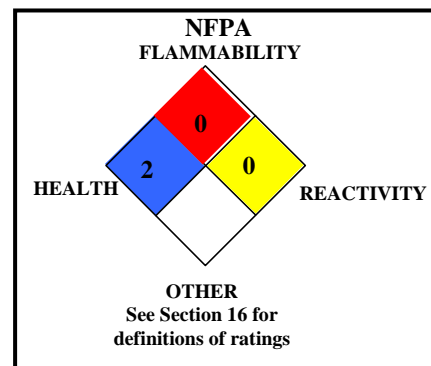 NFPA
FLAMMABILITY
0
2
0
HEALTH
REACTIVITY
OTHER
See Section 16 for
definitions of ratings